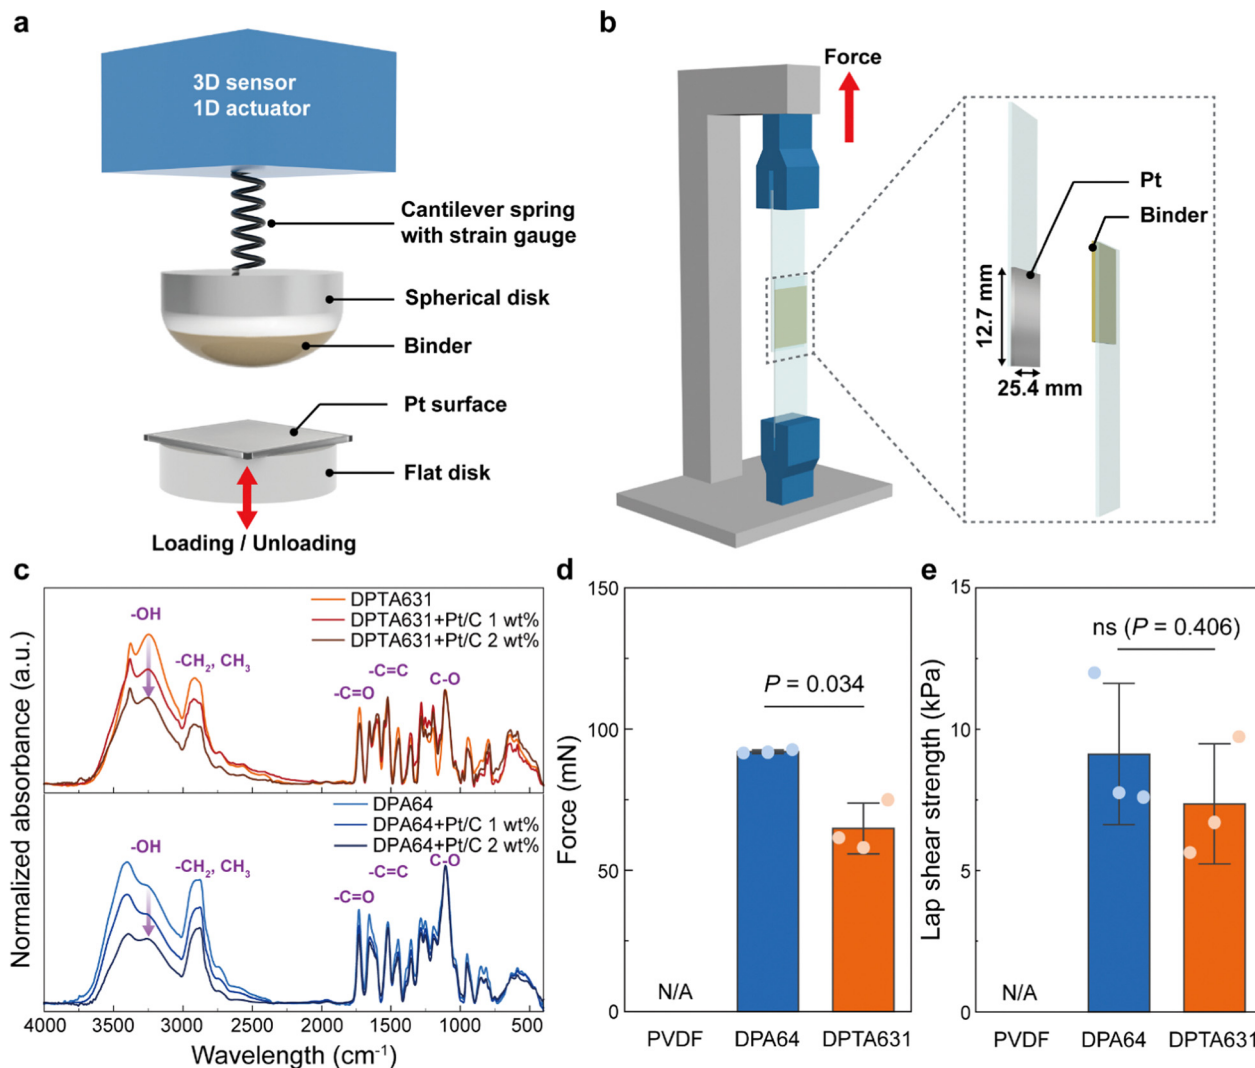 a
3D sensor
1D actuator
Cantilever spring
with strain gauge
Spherical disk
Binder
Pt surface
Flat disk
Loading / Unloading
b
Force
Pt
Binder
12.7 mm
25.4 mm
c
Normalized absorbance (a.u.)
-OH
-CH₂, CH₃
DPTA631
DPTA631+Pt/C 1 wt%
DPTA631+Pt/C 2 wt%
-C=O
-C=C
C-O
-OH
-CH₂, CH₃
DPA64
DPA64+Pt/C 1 wt%
DPA64+Pt/C 2 wt%
-C=O
-C=C
C-O
4000 3500 3000 2500 2000 1500 1000 500
Wavelength (cm⁻¹)
d
Force (mN)
150
100
50
0
P = 0.034
N/A
PVDF DPA64 DPTA631
e
Lap shear strength (kPa)
15
10
5
0
ns (P = 0.406)
N/A
PVDF DPA64 DPTA631